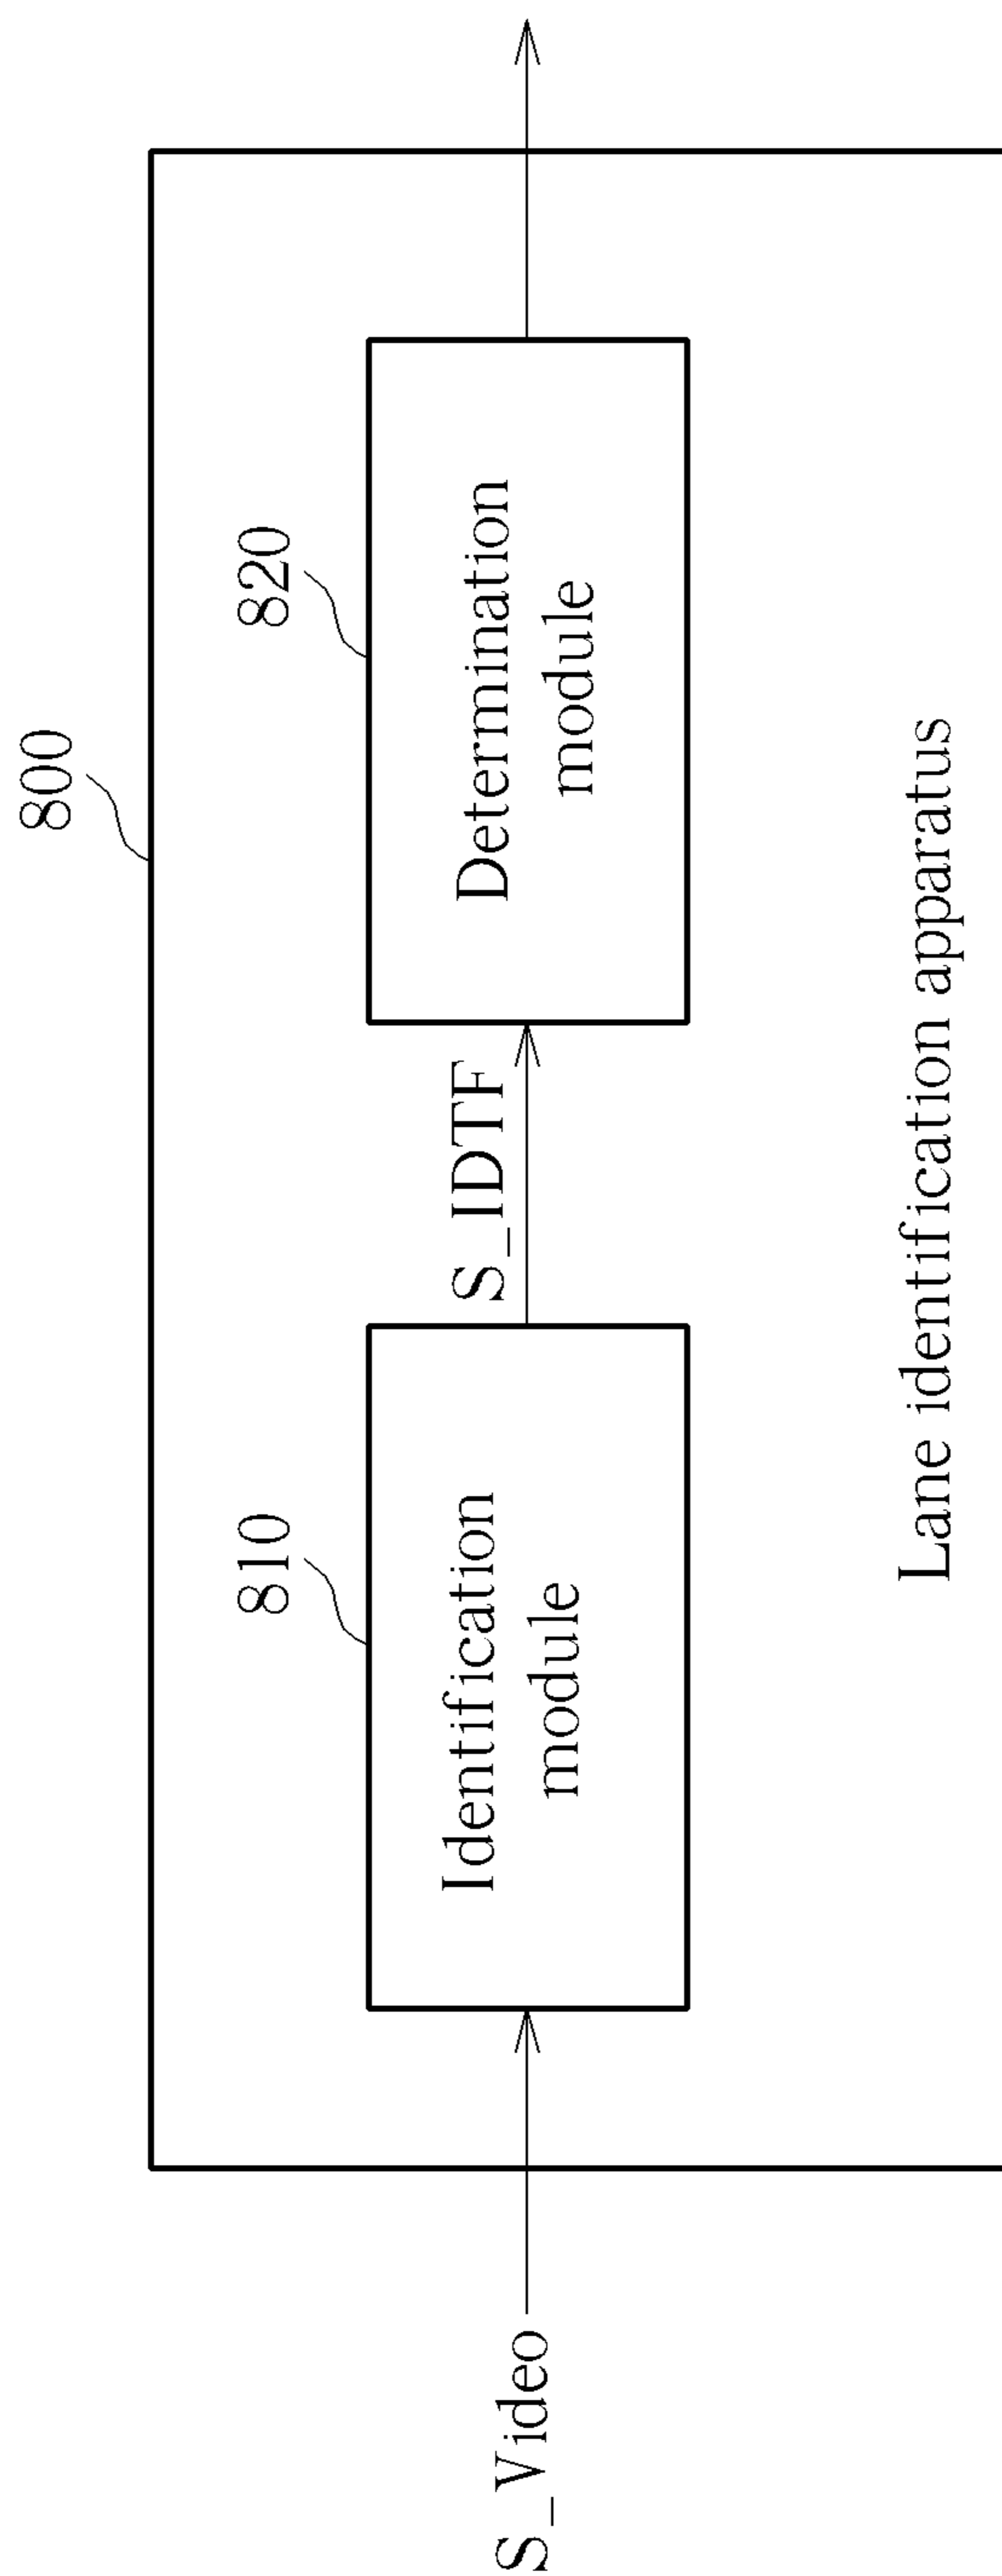 800
810
820
S_Video
Identification
module
S_IDTF
Determination
module
Lane identification apparatus